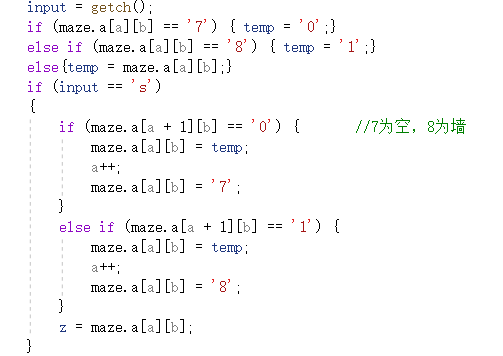 input = getch();
if (maze.a[a][b] == '7') { temp = '0';}
else if (maze.a[a][b] == '8') { temp = '1';}
else{temp = maze.a[a][b];}
if (input == 's')
{
if (maze.a[a + 1][b] == '0') { //7为空，8为墙
maze.a[a][b] = temp;
a++;
maze.a[a][b] = '7';
}
else if (maze.a[a + 1][b] == '1') {
maze.a[a][b] = temp;
a++;
maze.a[a][b] = '8';
}
z = maze.a[a][b];
}